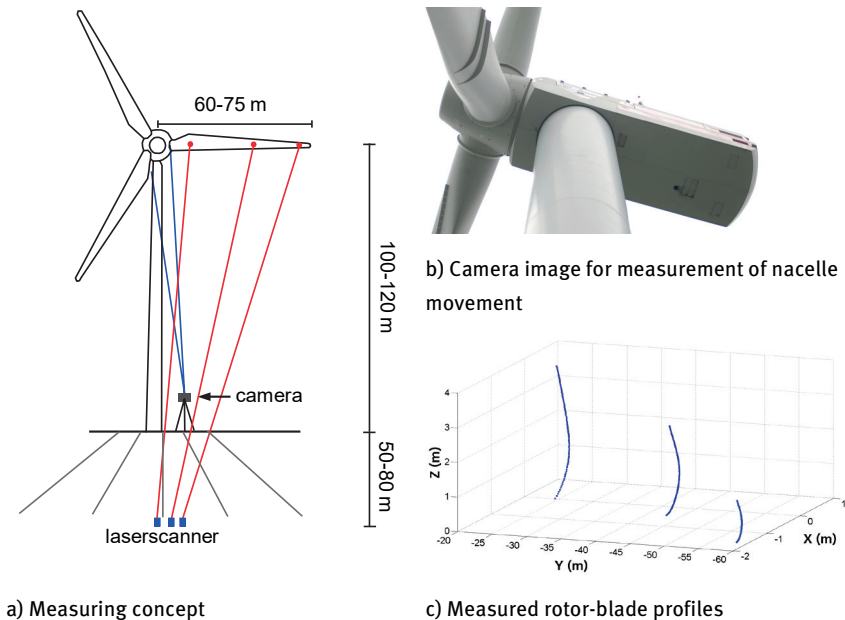 60-75 m
100-120 m
camera
50-80 m
laserscanner
a) Measuring concept
b) Camera image for measurement of nacelle
movement
4
3
2
1
0
Z (m)
-20
-25
-30
-35
-40
-45
-50
-55
-60
Y (m)
-2
-1
0
1
X (m)
c) Measured rotor-blade profiles